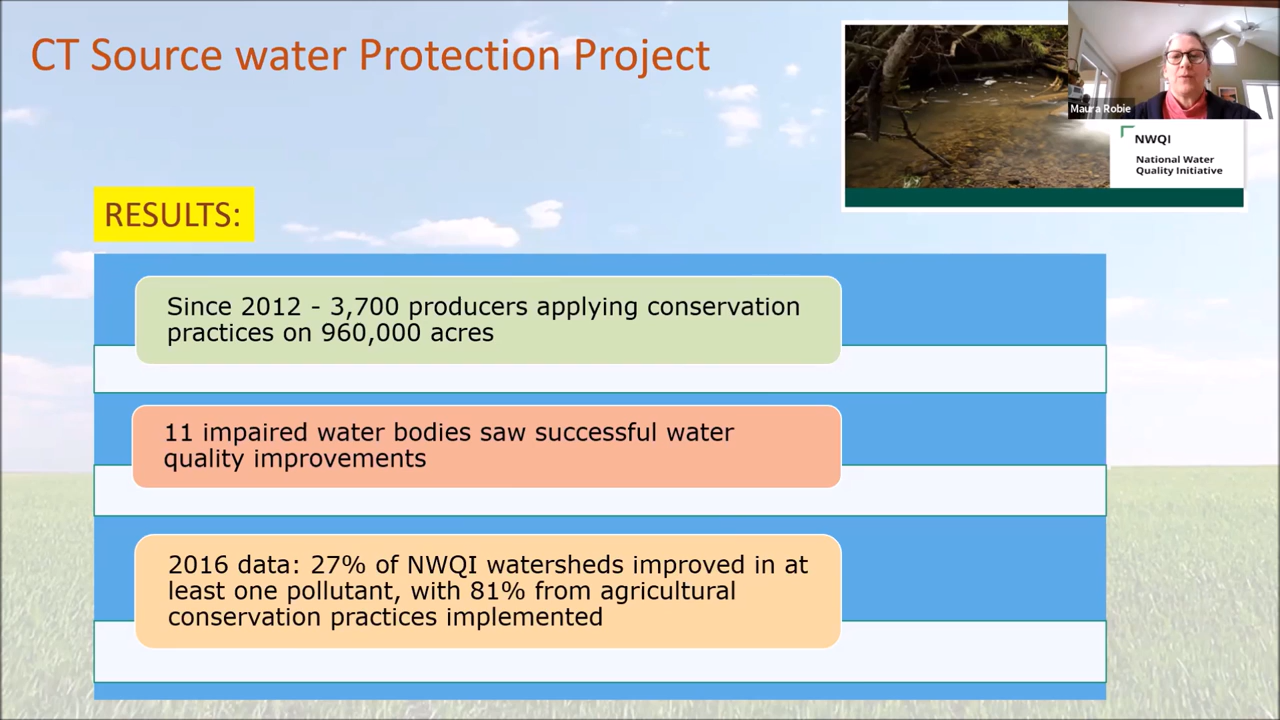 CT Source water Protection Project
Maura Robie
NWQI
National Water
Quality Initiative
RESULTS:
Since 2012 - 3,700 producers applying conservation
practices on 960,000 acres
11 impaired water bodies saw successful water
quality improvements
2016 data: 27% of NWQI watersheds improved in at
least one pollutant, with 81% from agricultural
conservation practices implemented